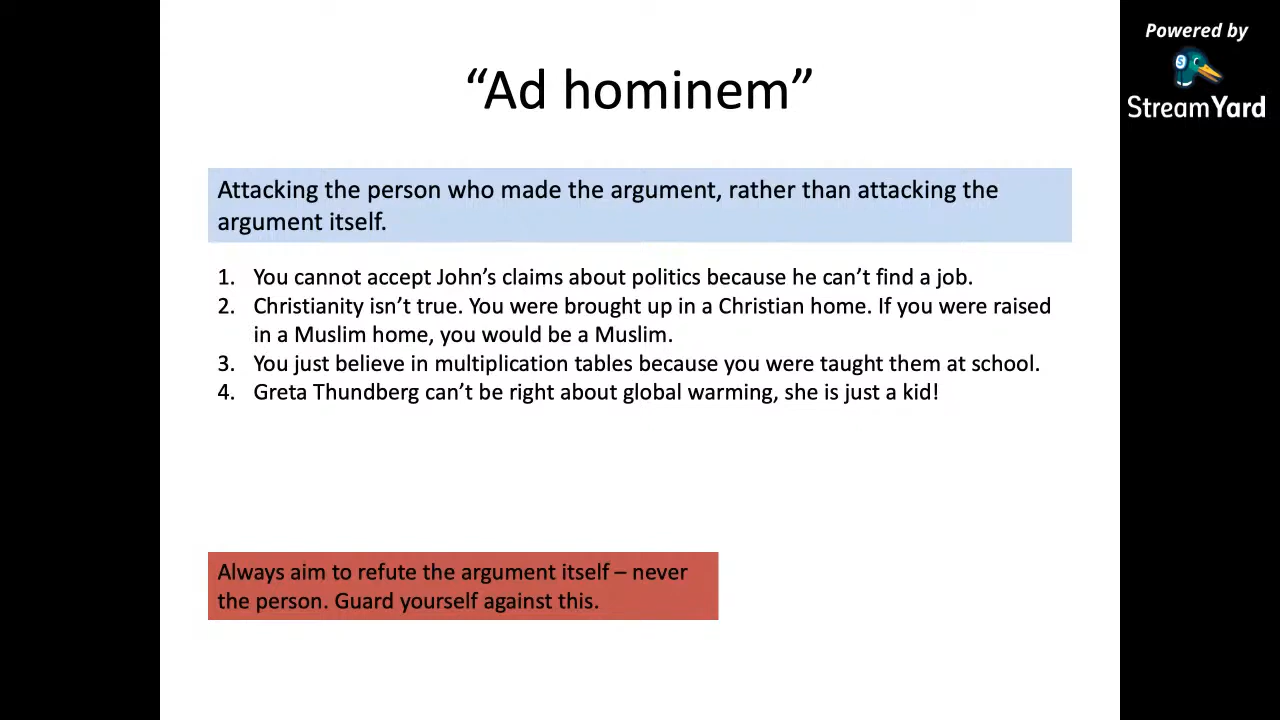 “Ad hominem”
Powered by
StreamYard
Attacking the person who made the argument, rather than attacking the
argument itself.
1. You cannot accept John’s claims about politics because he can’t find a job.
2. Christianity isn’t true. You were brought up in a Christian home. If you were raised
in a Muslim home, you would be a Muslim.
3. You just believe in multiplication tables because you were taught them at school.
4. Greta Thundberg can’t be right about global warming, she is just a kid!
Always aim to refute the argument itself – never
the person. Guard yourself against this.